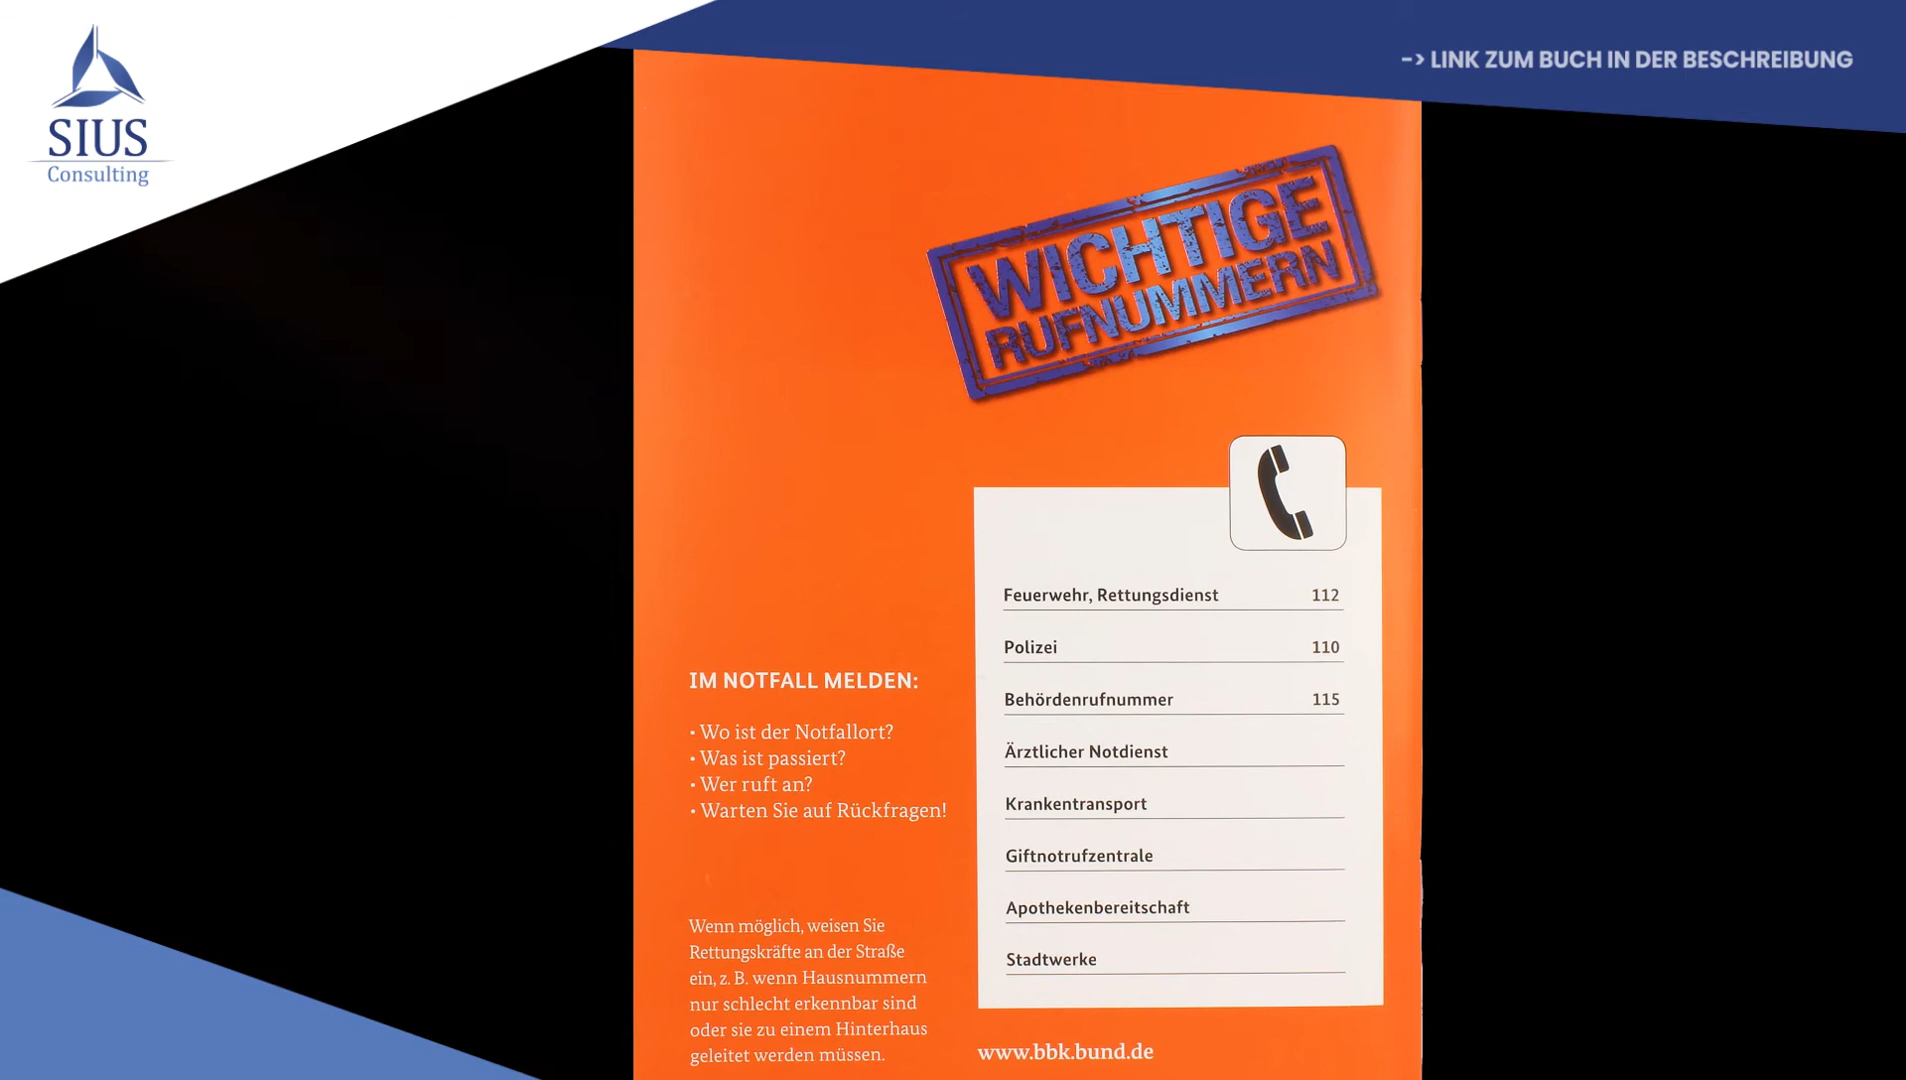 SIUS
Consulting
-> LINK ZUM BUCH IN DER BESCHREIBUNG
WICHTIGE
RUFNUMMERN
Feuerwehr, Rettungsdienst 112
Polizei 110
Behördenrufnummer 115
Ärztlicher Notdienst
Krankentransport
Giftnotrufzentrale
Apothekenbereitschaft
Stadtwerke
IM NOTFALL MELDEN:
• Wo ist der Notfallort?
• Was ist passiert?
• Wer ruft an?
• Warten Sie auf Rückfragen!
Wenn möglich, weisen Sie
Rettungskräfte an der Straße
ein, z. B. wenn Hausnummern
nur schlecht erkennbar sind
oder sie zu einem Hinterhaus
geleitet werden müssen.
www.bbk.bund.de